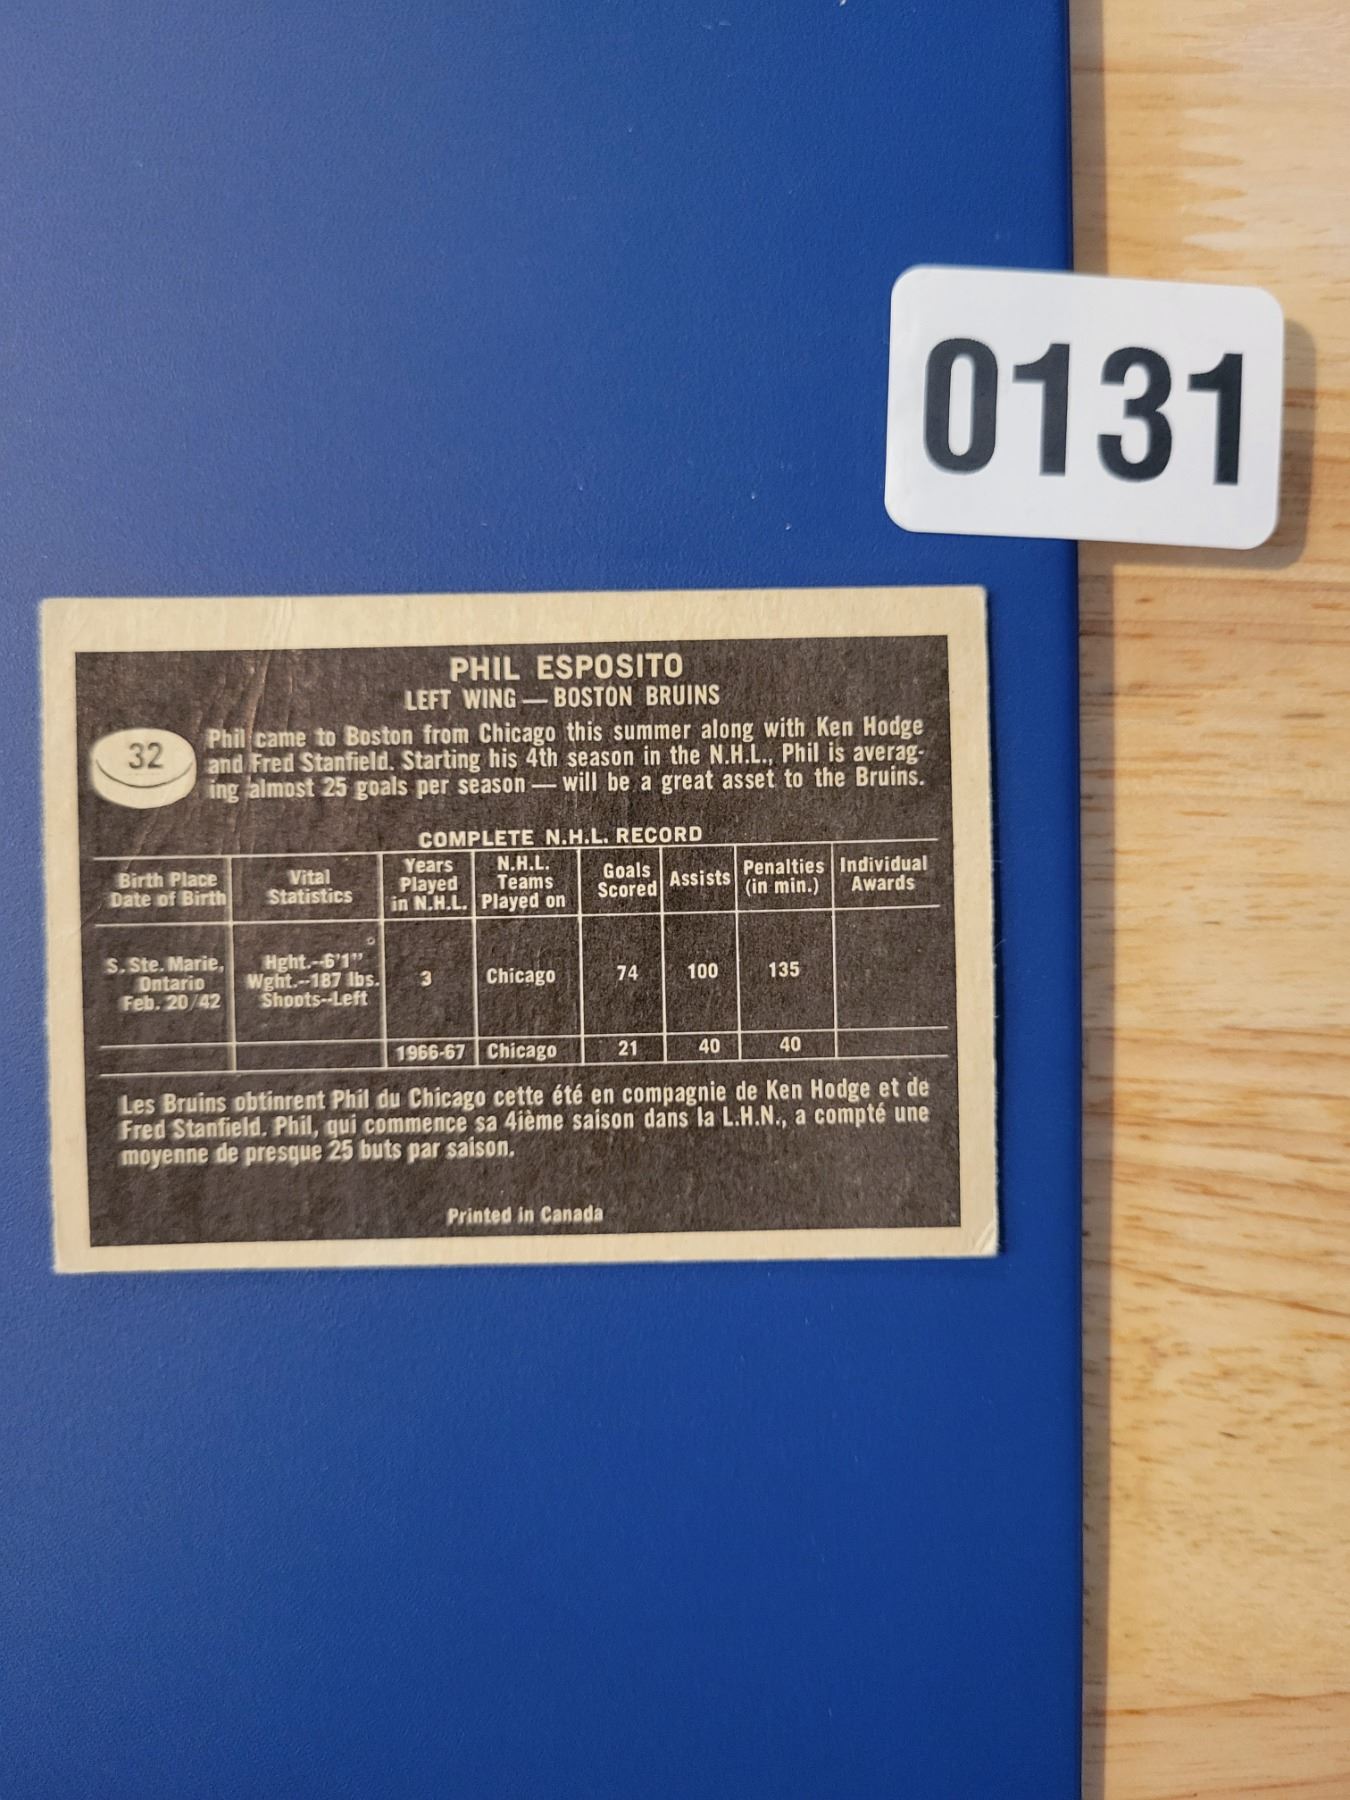 0131
PHIL ESPOSITO
LEFT WING — BOSTON BRUINS
32
Phil came to Boston from Chicago this summer along with Ken Hodge
and Fred Stanfield. Starting his 4th season in the N.H.L., Phil is averag-
ing almost 25 goals per season — will be a great asset to the Bruins.
COMPLETE N.H.L. RECORD
Birth Place
Date of Birth
Vital
Statistics
Years
Played
in N.H.L.
N.H.L.
Teams
Played on
Goals
Scored
Assists
Penalties
(in min.)
Individual
Awards
S. Ste. Marie,
Ontario
Feb. 20/42
Hght.--6'1"
Wght.--187 lbs.
Shoots--Left
3
Chicago
74
100
135
1966-67
Chicago
21
40
40
Les Bruins obtinrent Phil du Chicago cette été en compagnie de Ken Hodge et de
Fred Stanfield. Phil, qui commence sa 4ième saison dans la L.H.N., a compté une
moyenne de presque 25 buts par saison.
Printed in Canada